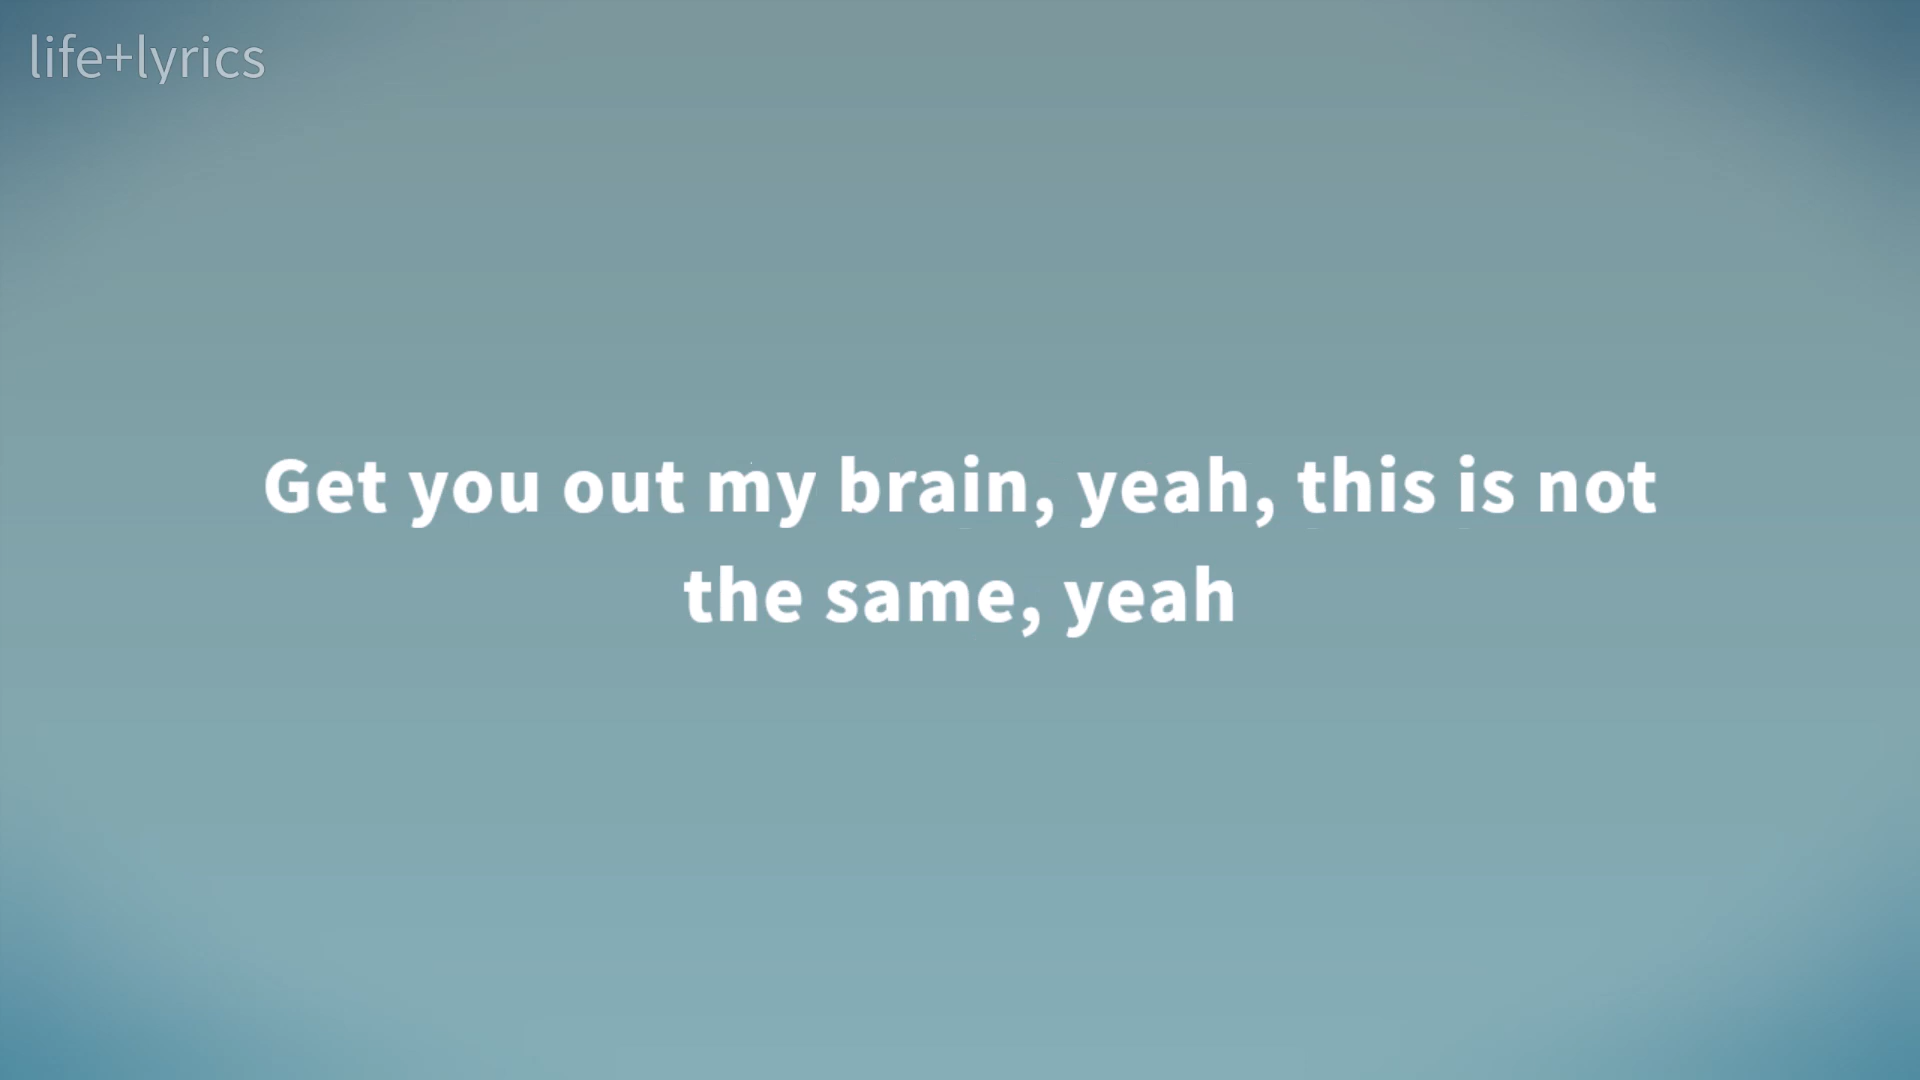 life+lyrics
Get you out my brain, yeah, this is not
the same, yeah